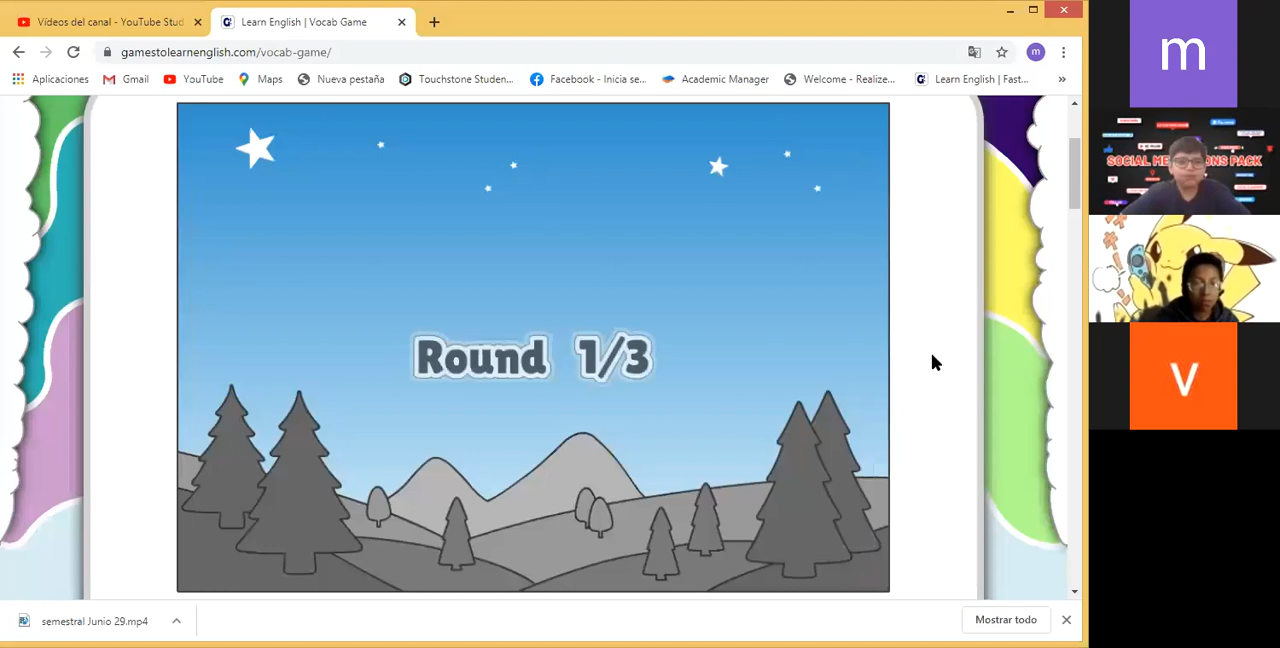 Vídeos del canal - YouTube Stud
Learn English | Vocab Game
gamestolearnenglish.com/vocab-game/
m
Aplicaciones
Gmail
YouTube
Maps
Nueva pestaña
Touchstone Studen...
Facebook - Inicia se...
Academic Manager
Welcome - Realize...
Learn English | Fast...
»
Round 1/3
semestral Junio 29.mp4
Mostrar todo
m
V